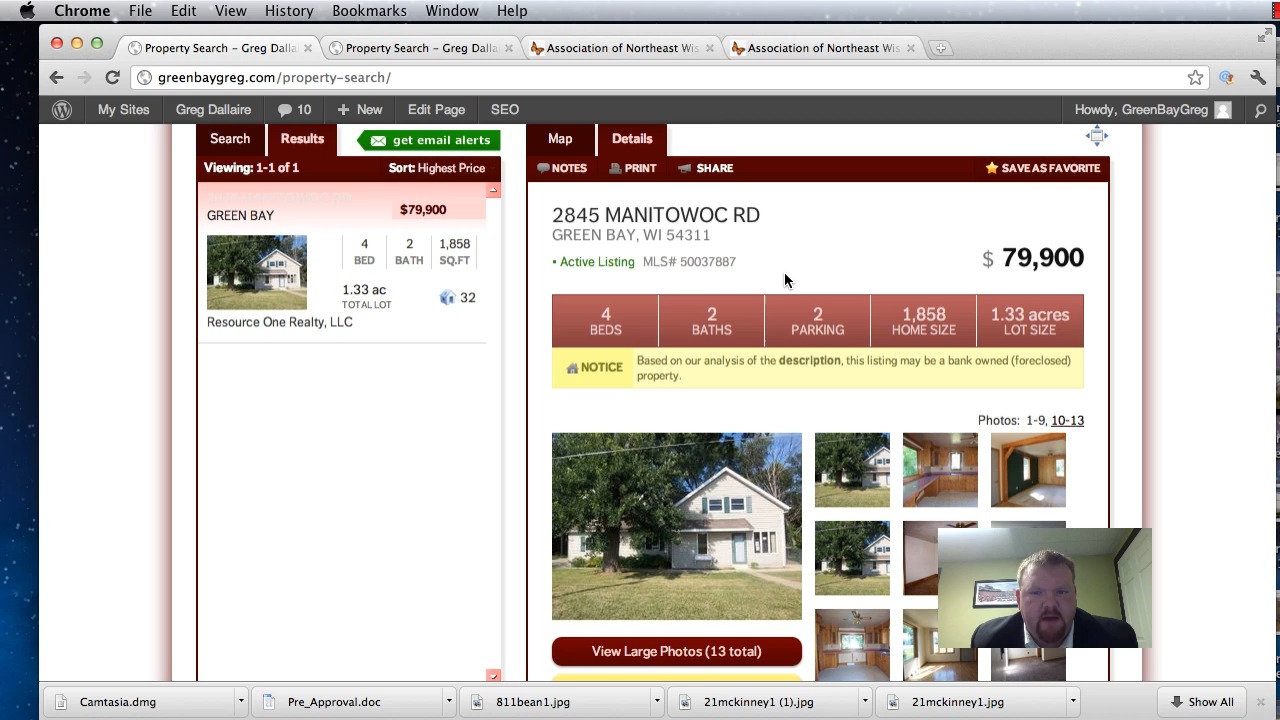 Chrome File Edit View History Bookmarks Window Help
Property Search – Greg Dalla Property Search – Greg Dalla Association of Northeast Wis Association of Northeast Wis
greenbaygreg.com/property-search/
My Sites Greg Dallaire 10 New Edit Page SEO Howdy, GreenBayGreg
Search Results get email alerts
Viewing: 1-1 of 1 Sort: Highest Price
GREEN BAY $79,900
4 2 1,858
BED BATH SQ.FT
1.33 ac
TOTAL LOT 32
Resource One Realty, LLC
Map Details
NOTES PRINT SHARE SAVE AS FAVORITE
2845 MANITOWOC RD
GREEN BAY, WI 54311
• Active Listing MLS# 50037887 $ 79,900
4 2 2 1,858 1.33 acres
BEDS BATHS PARKING HOME SIZE LOT SIZE
NOTICE Based on our analysis of the description, this listing may be a bank owned (foreclosed)
property.
Photos: 1-9, 10-13
View Large Photos (13 total)
Camtasia.dmg Pre_Approval.doc 811bean1.jpg 21mckinney1 (1).jpg 21mckinney1.jpg Show All